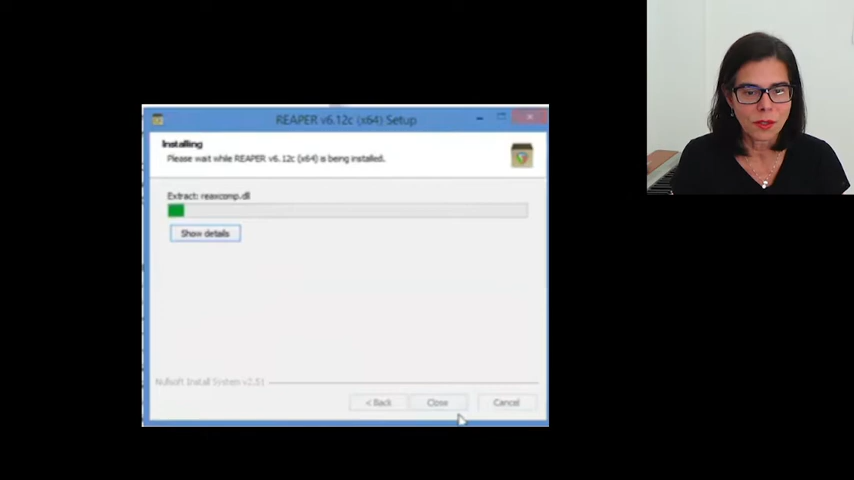 REAPER v6.12c (x64) Setup
Installing
Please wait while REAPER v6.12c (x64) is being installed.
Extract: reaxcomp.dll
Show details
Nullsoft Install System v2.51
< Back
Close
Cancel